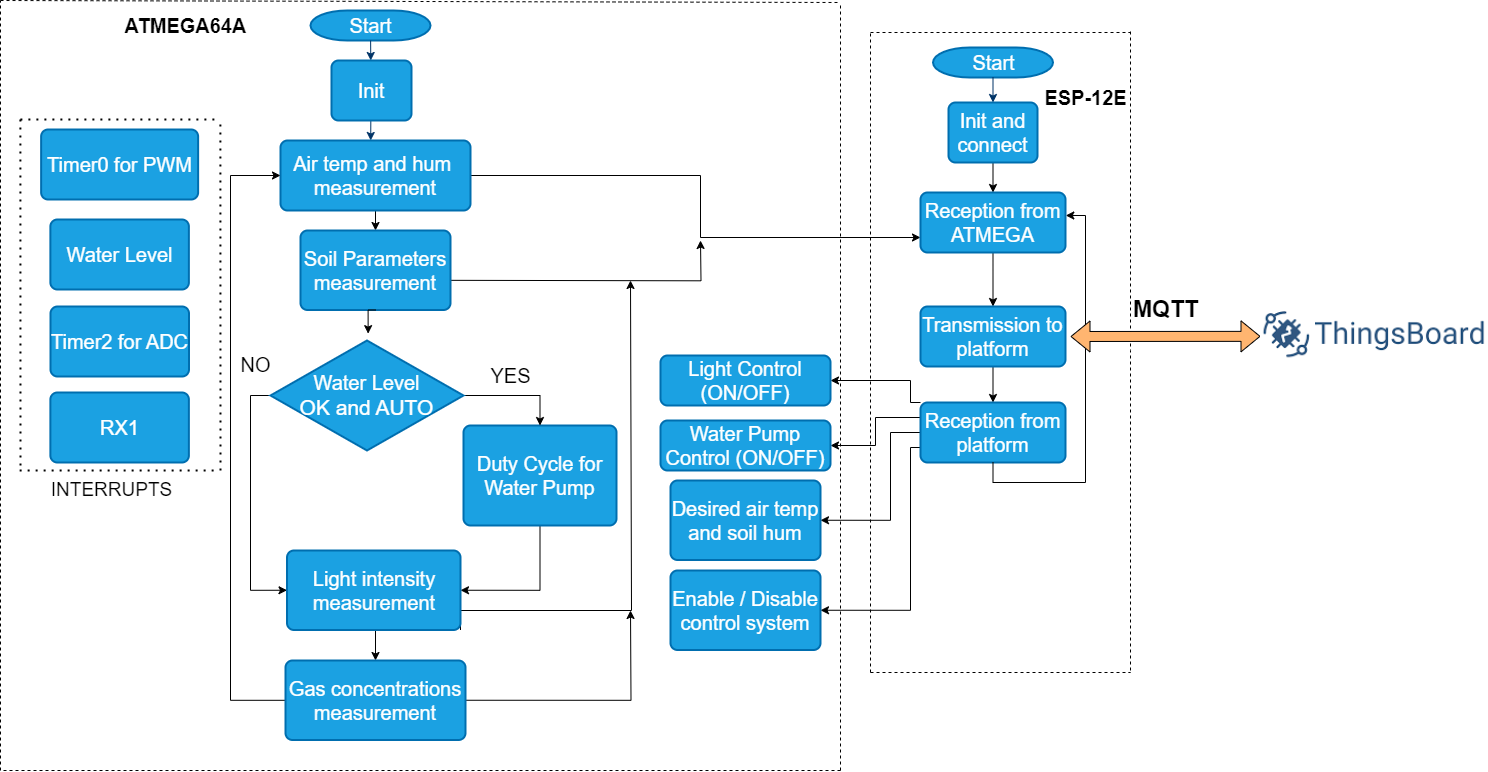 ATMEGA64A
Start
Init
Air temp and hum
measurement
Soil Parameters
measurement
Water Level
OK and AUTO
NO
YES
Duty Cycle for
Water Pump
Light intensity
measurement
Gas concentrations
measurement
Timer0 for PWM
Water Level
Timer2 for ADC
RX1
INTERRUPTS
Light Control
(ON/OFF)
Water Pump
Control (ON/OFF)
Desired air temp
and soil hum
Enable / Disable
control system
Start
ESP-12E
Init and
connect
Reception from
ATMEGA
Transmission to
platform
Reception from
platform
MQTT
ThingsBoard